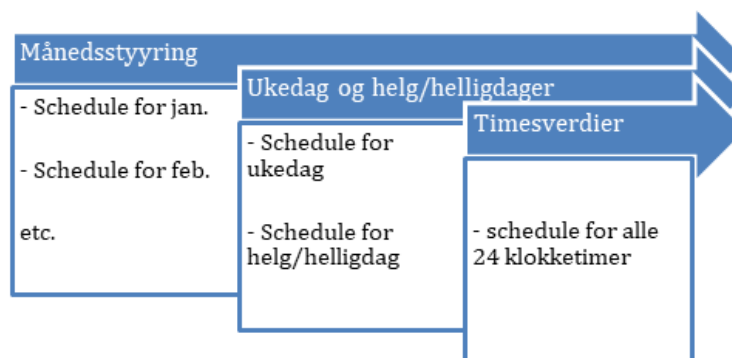 Månedsstyyring
- Schedule for jan.
- Schedule for feb.
etc.
Ukedag og helg/helligdager
- Schedule for
ukedag
- Schedule for
helg/helligdag
Timesverdier
- schedule for alle
24 klokketimer